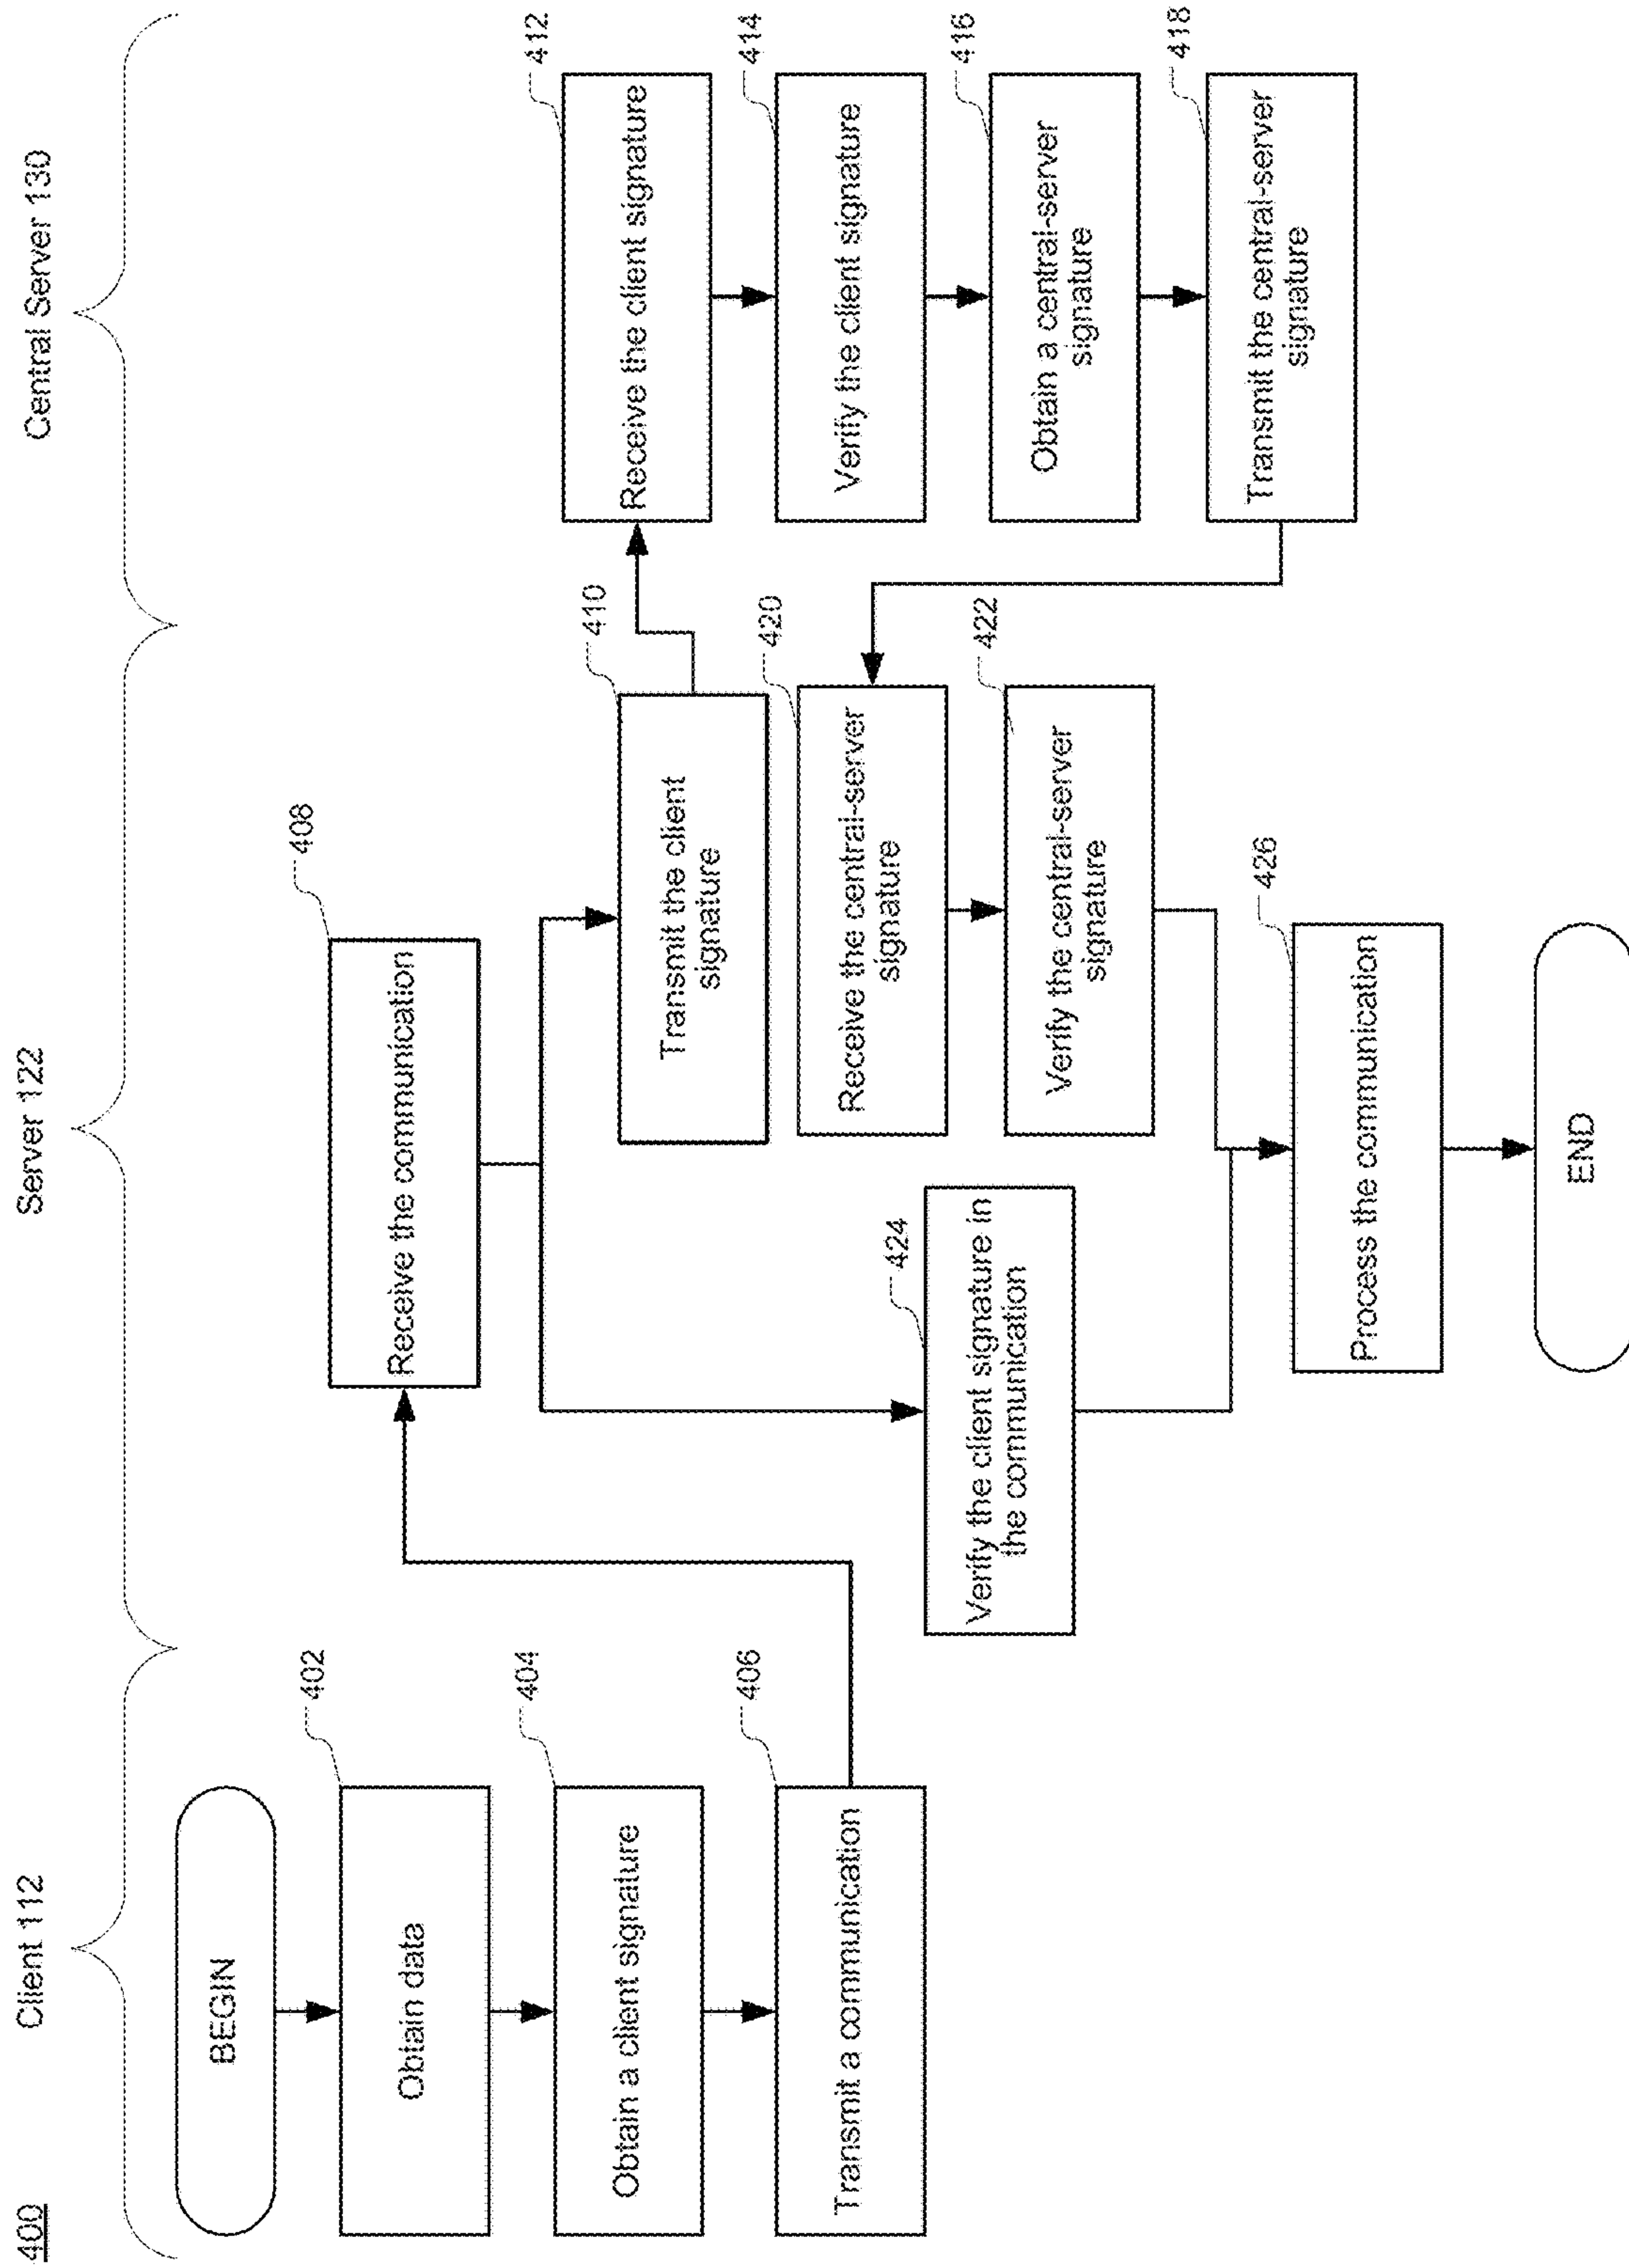 400
Client 112
Server 122
Central Server 130
BEGIN
402
Obtain data
404
Obtain a client signature
406
Transmit a communication
408
Receive the communication
410
Transmit the client
signature
412
Receive the client signature
414
Verify the client signature
416
Obtain a central-server
signature
418
Transmit the central-server
signature
420
Receive the central-server
signature
422
Verify the central-server
signature
424
Verify the client signature in
the communication
426
Process the communication
END